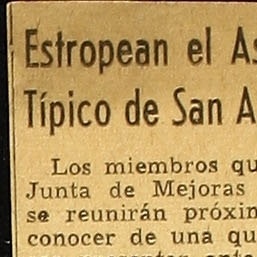 Estropean el As
Típico de San A
Los miembros qu
Junta de Mejoras
se reunirán próxim
conocer de una qu